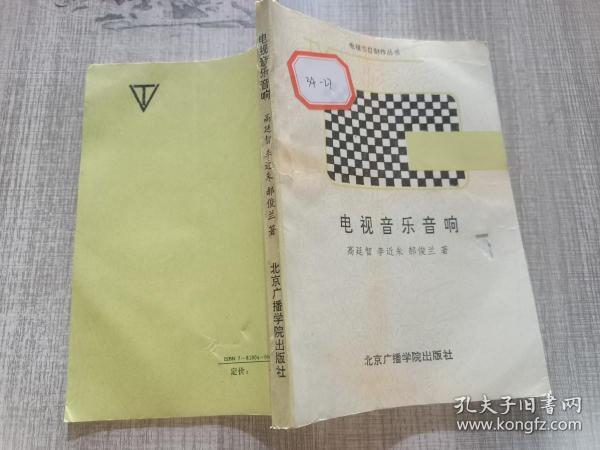 电视节目制作丛书
34-27
电视音乐音响
高廷智 李近朱 郝俊兰 著
北京广播学院出版社
电视音乐音响
高廷智 李近朱 郝俊兰 著
北京广播学院出版社
ISBN 7-81004-
定价：
孔夫子旧书网
www.kongfz.com